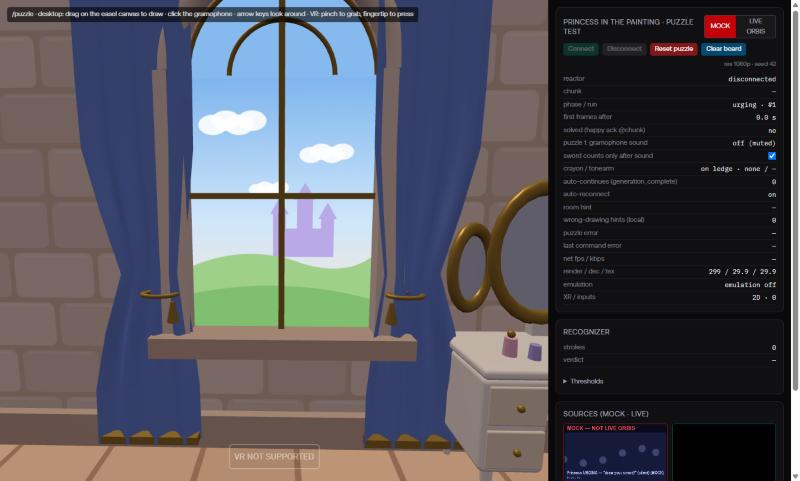 /puzzle · desktop: drag on the easel canvas to draw · click the gramophone · arrow keys look around · VR: pinch to grab, fingertip to press
PRINCESS IN THE PAINTING · PUZZLE TEST
MOCK
LIVE ORBIS
Connect
Disconnect
Reset puzzle
Clear board
res 1080p · seed 42
reactor disconnected
chunk –
phase / run urging · #1
first frames after 0.0 s
solved (happy ack @chunk) no
puzzle 1: gramophone sound off (muted)
sword counts only after sound
crayon / tonearm on ledge · none / –
auto-continues (generation_complete) 0
auto-reconnect on
room hint –
wrong-drawing hints (local) 0
puzzle error –
last command error –
net fps / kbps –
render / dec / tex 299 / 29.9 / 29.9
emulation emulation off
XR / inputs 2D · 0
RECOGNIZER
strokes 0
verdict –
▶ Thresholds
SOURCES (MOCK · LIVE)
MOCK — NOT LIVE ORBIS
VR NOT SUPPORTED